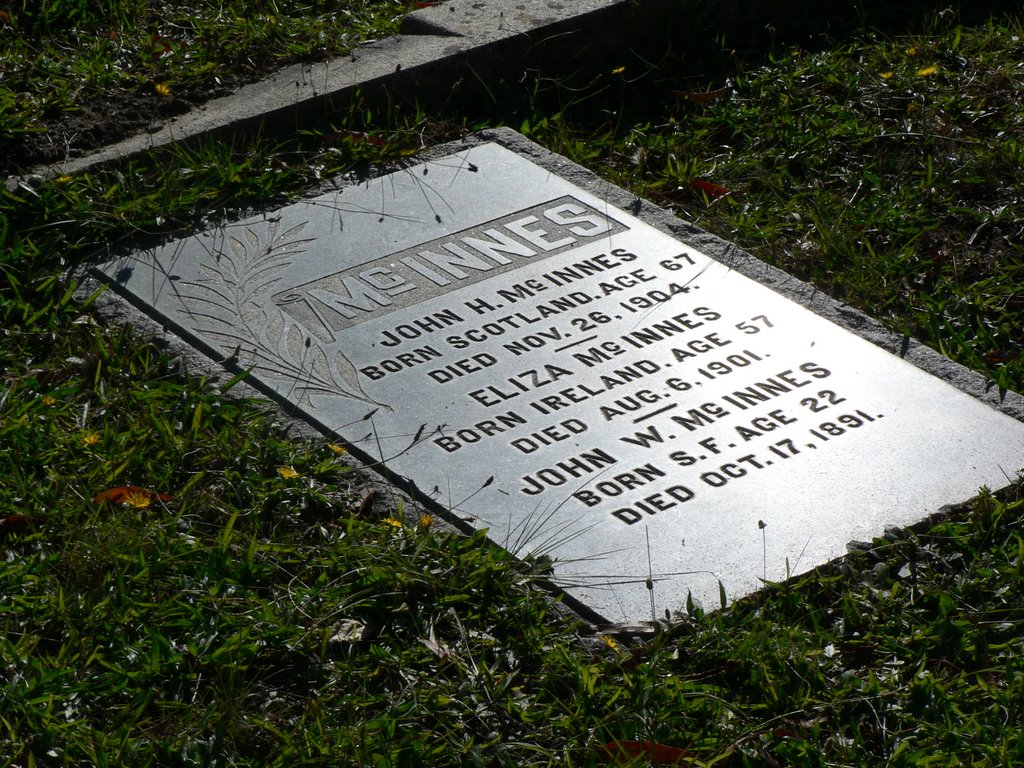 McINNES
JOHN H. McINNES
BORN SCOTLAND. AGE 67
DIED NOV. 26, 1904.
ELIZA McINNES
BORN IRELAND. AGE 57
DIED AUG. 6, 1901.
JOHN W. McINNES
BORN S.F. AGE 22
DIED OCT. 17, 1891.